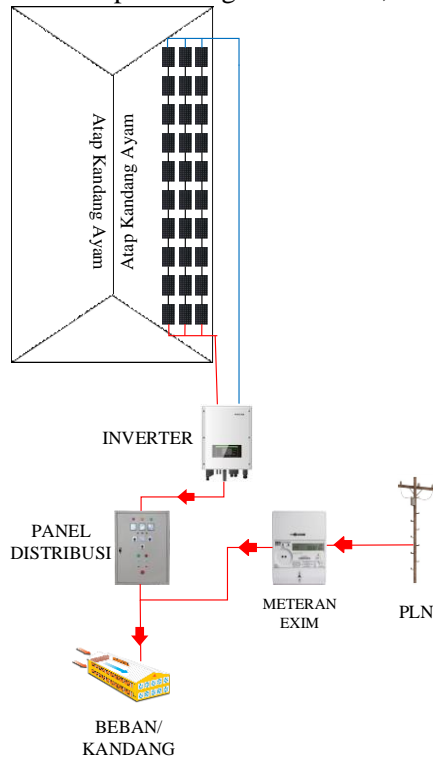 Atap Kandang Ayam
Atap Kandang Ayam
INVERTER
PANEL
DISTRIBUSI
METERAN
EXIM
PLN
BEBAN/
KANDANG